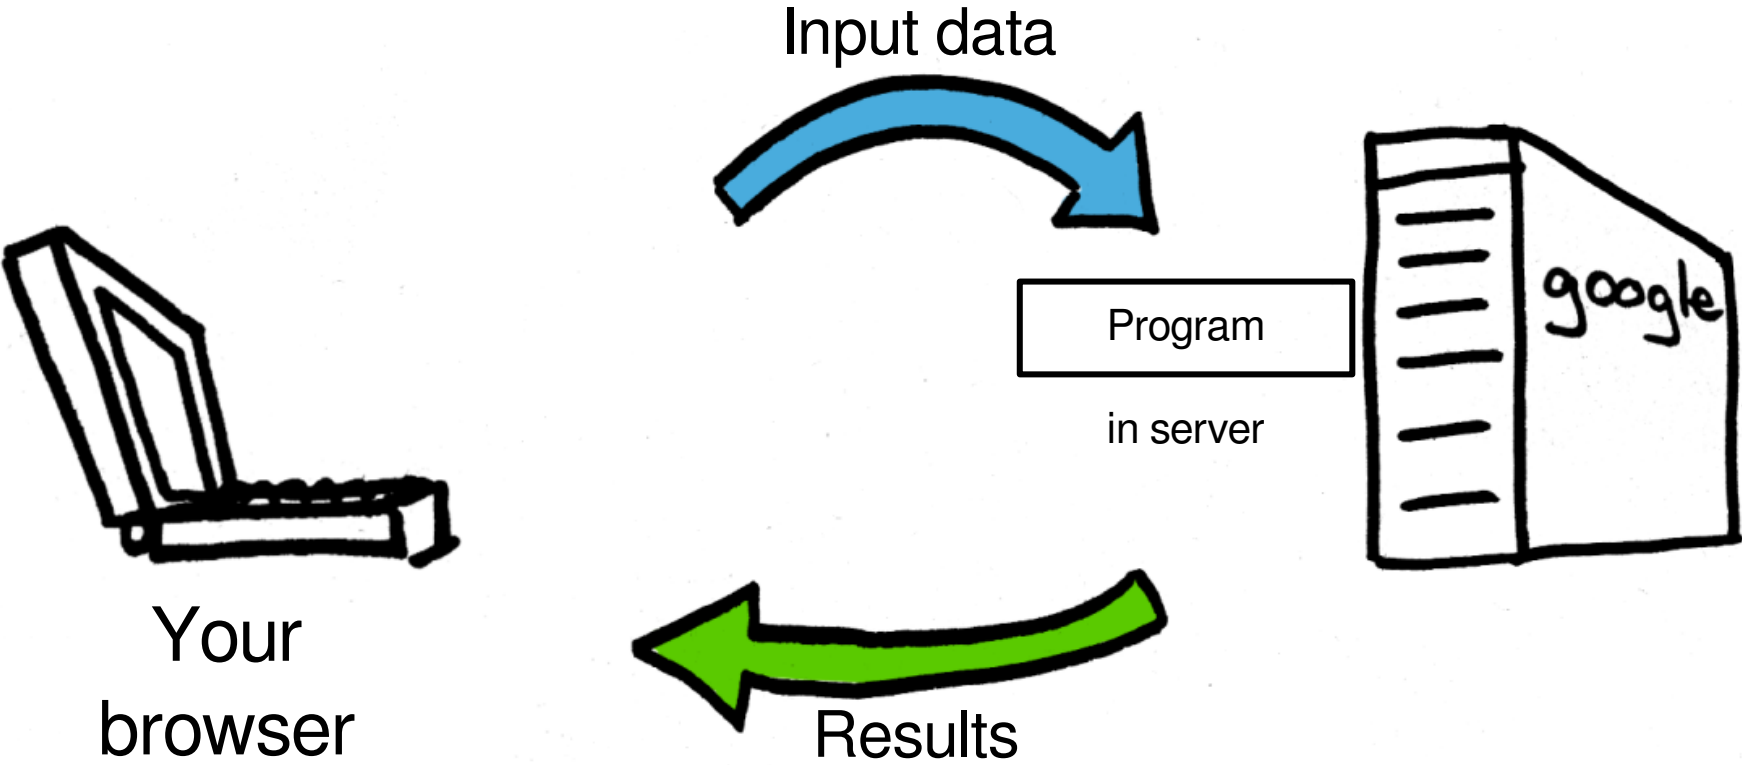 Input data
google
Program
in server
Your
browser
Results